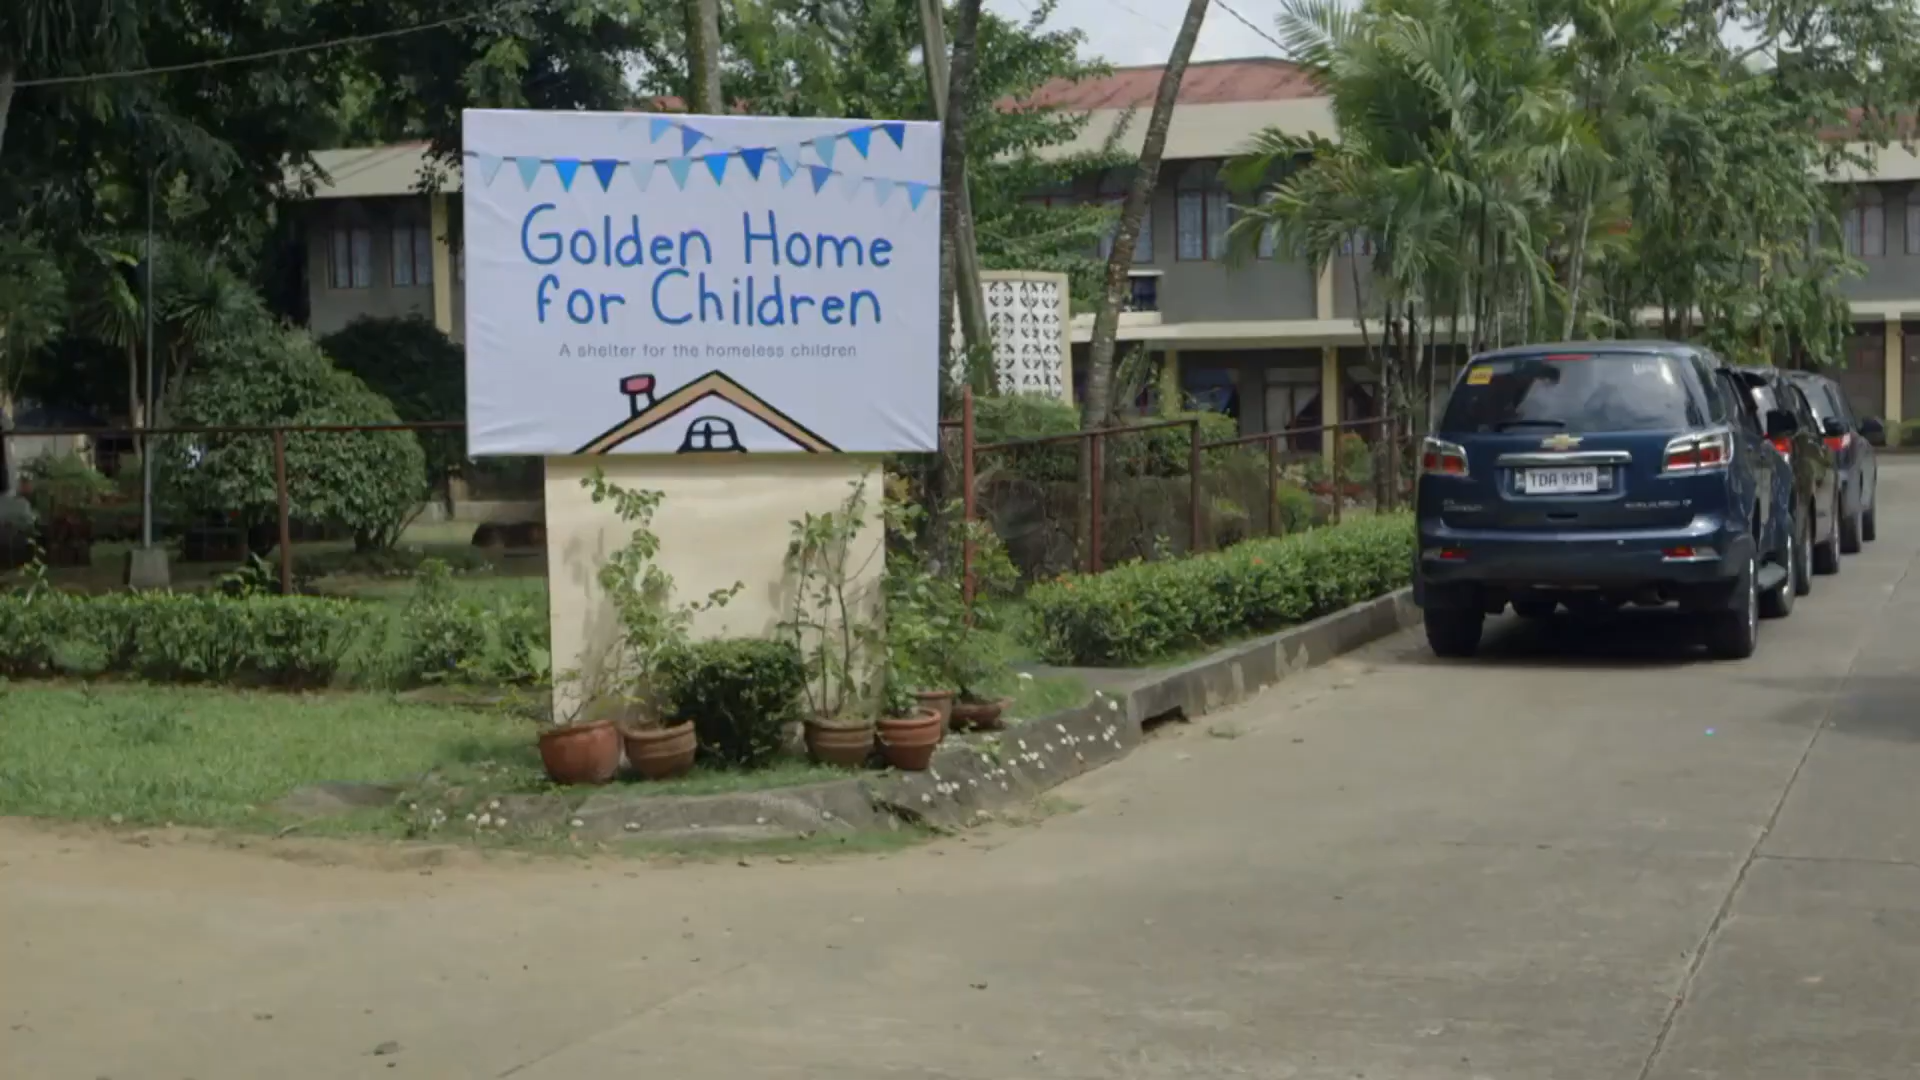 Golden Home
for Children
A shelter for the homeless children
TDA 9318